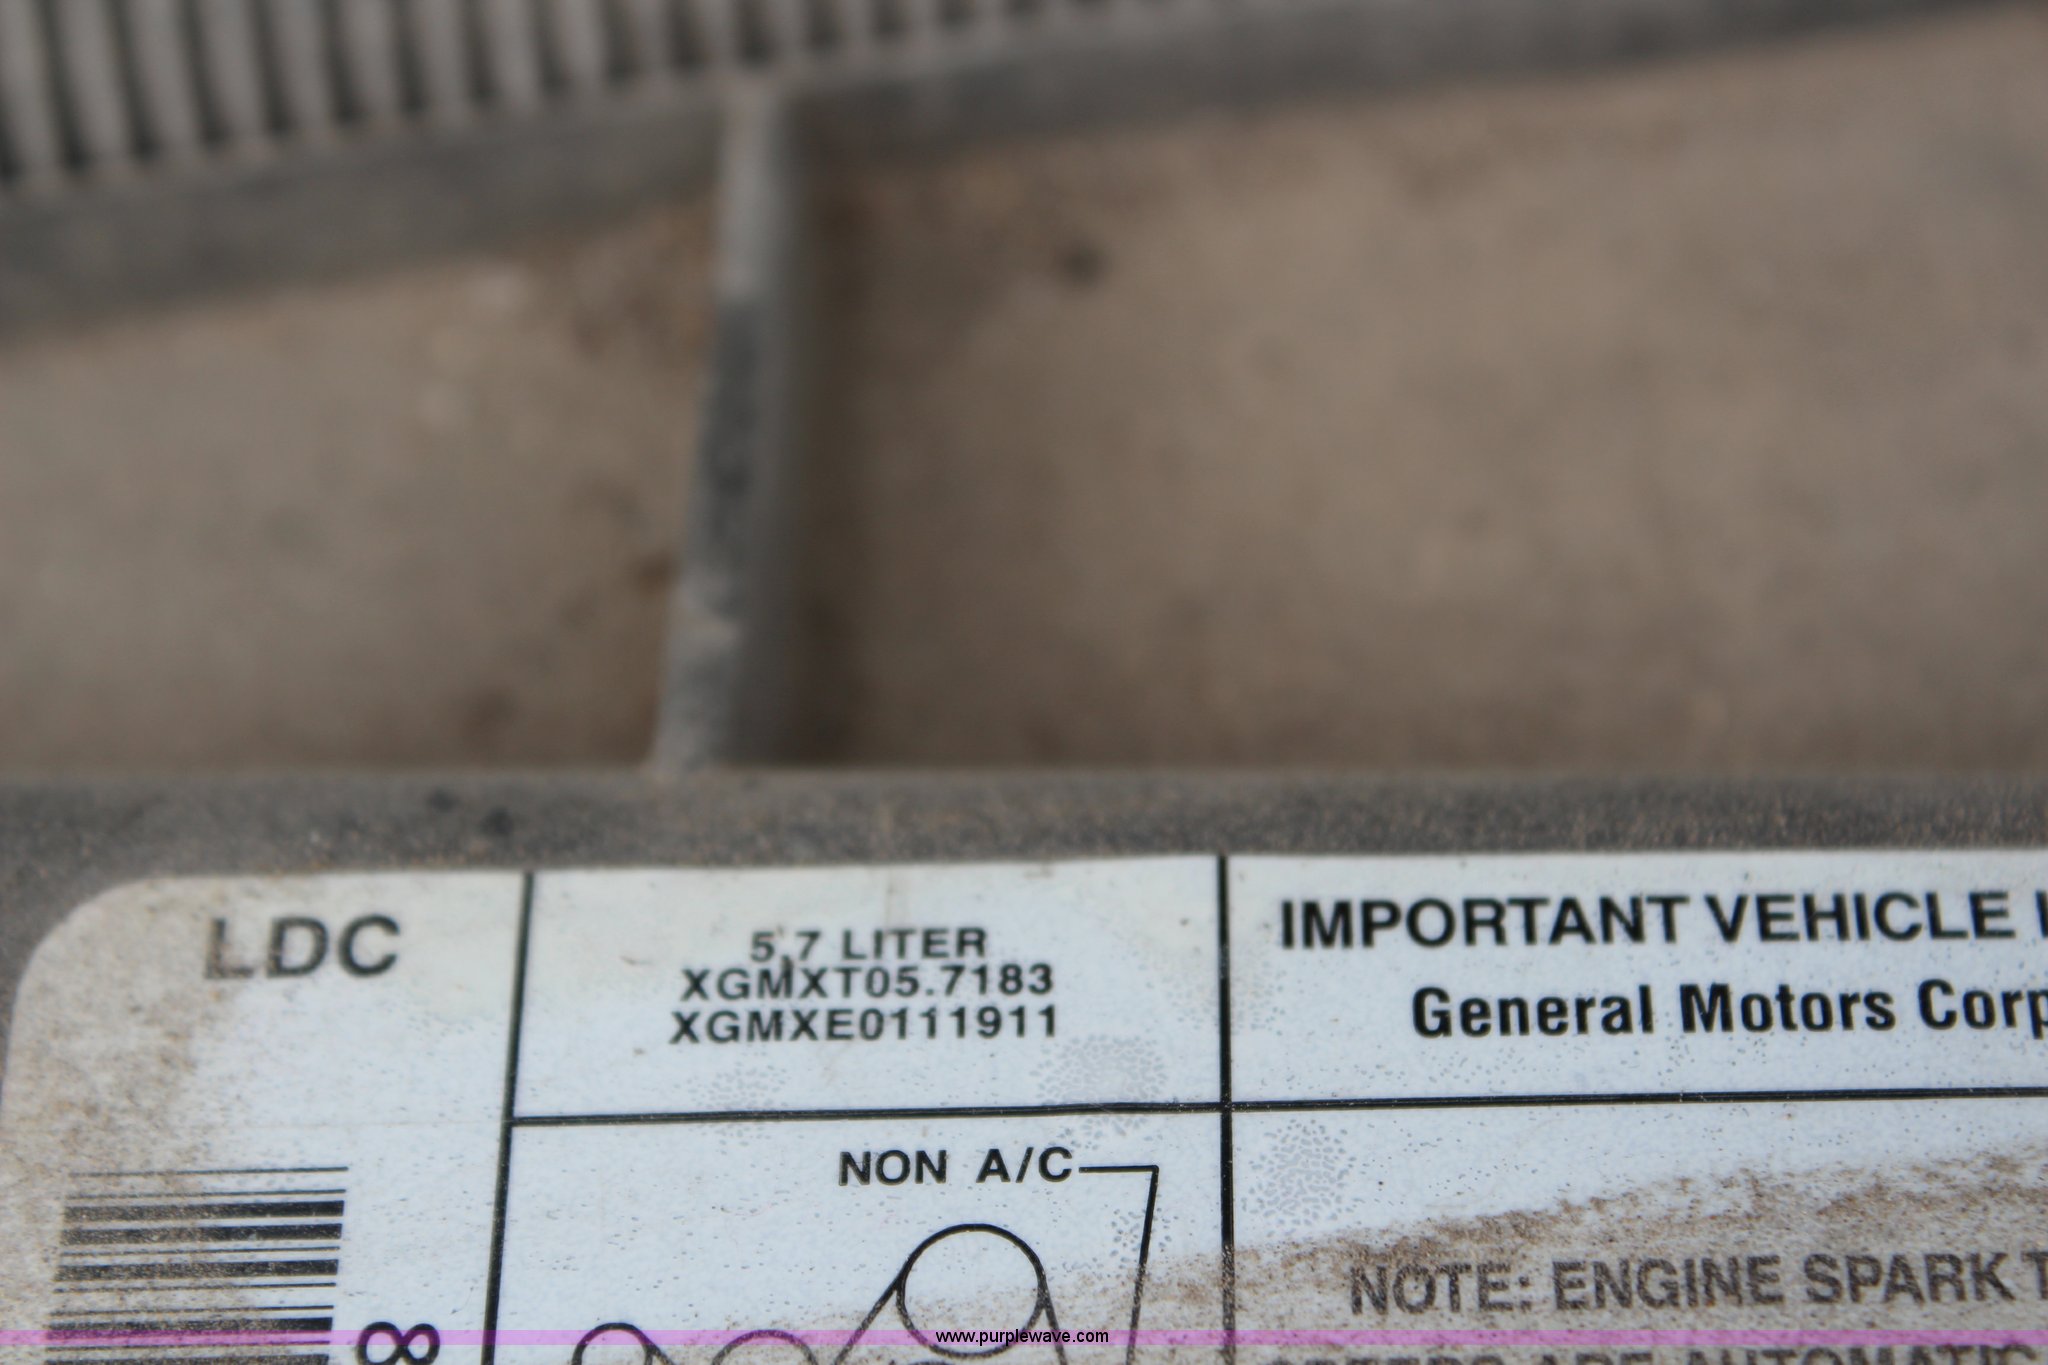 LDC
5.7 LITER
XGMXT05.7183
XGMXE0111911
IMPORTANT VEHICLE
General Motors Corp
NON A/C
NOTE: ENGINE SPARK T
8
www.purplewave.com